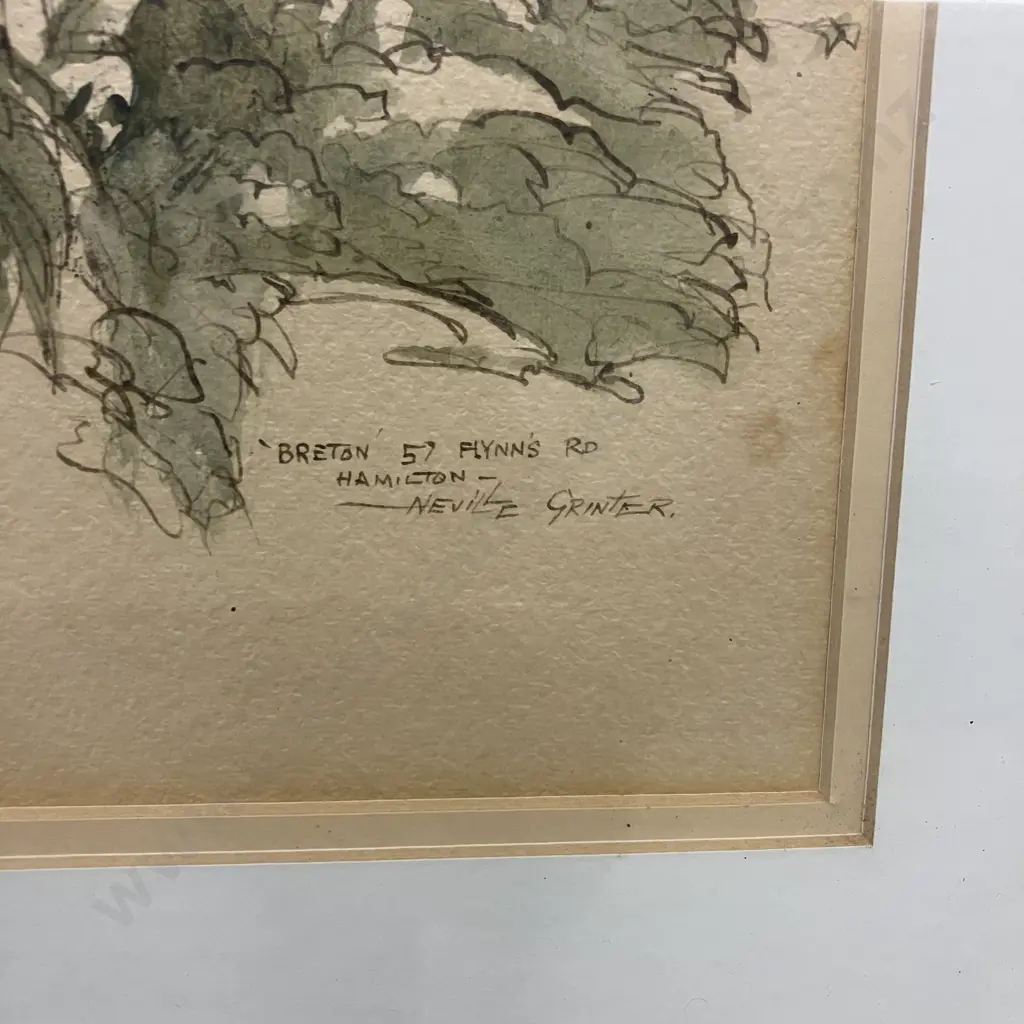 'BRETON' 57 FLYNN'S RD
HAMILTON -
NEVILLE GRINTER.